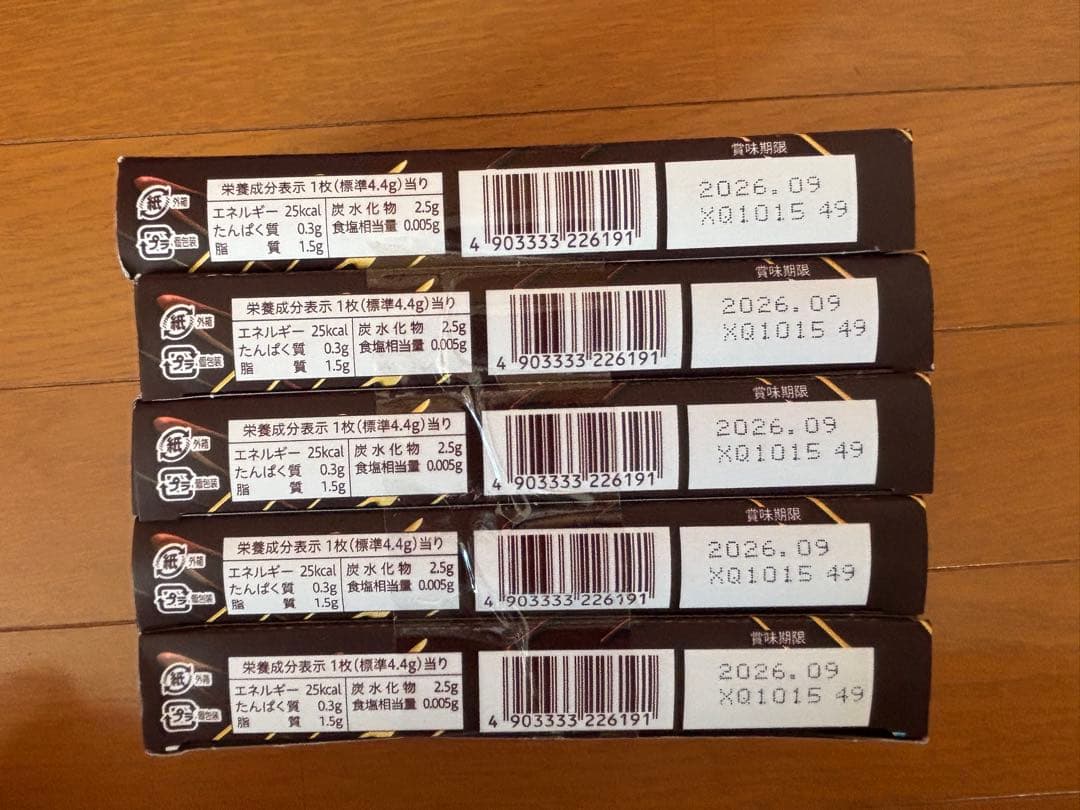 賞味期限
紙 外箱
栄養成分表示 1枚(標準4.4g)当り
エネルギー 25kcal 炭水化物 2.5g
たんぱく質 0.3g 食塩相当量 0.005g
脂 質 1.5g
プラ 個包装
4 903333 226191
2026.09
XQ1015 49
賞味期限
紙 外箱
栄養成分表示 1枚(標準4.4g)当り
エネルギー 25kcal 炭水化物 2.5g
たんぱく質 0.3g 食塩相当量 0.005g
脂 質 1.5g
プラ 個包装
4 903333 226191
2026.09
XQ1015 49
賞味期限
紙 外箱
栄養成分表示 1枚(標準4.4g)当り
エネルギー 25kcal 炭水化物 2.5g
たんぱく質 0.3g 食塩相当量 0.005g
脂 質 1.5g
プラ 個包装
4 903333 226191
2026.09
XQ1015 49
賞味期限
紙 外箱
栄養成分表示 1枚(標準4.4g)当り
エネルギー 25kcal 炭水化物 2.5g
たんぱく質 0.3g 食塩相当量 0.005g
脂 質 1.5g
プラ 個包装
4 903333 226191
2026.09
XQ1015 49
賞味期限
紙 外箱
栄養成分表示 1枚(標準4.4g)当り
エネルギー 25kcal 炭水化物 2.5g
たんぱく質 0.3g 食塩相当量 0.005g
脂 質 1.5g
プラ 個包装
4 903333 226191
2026.09
XQ1015 49